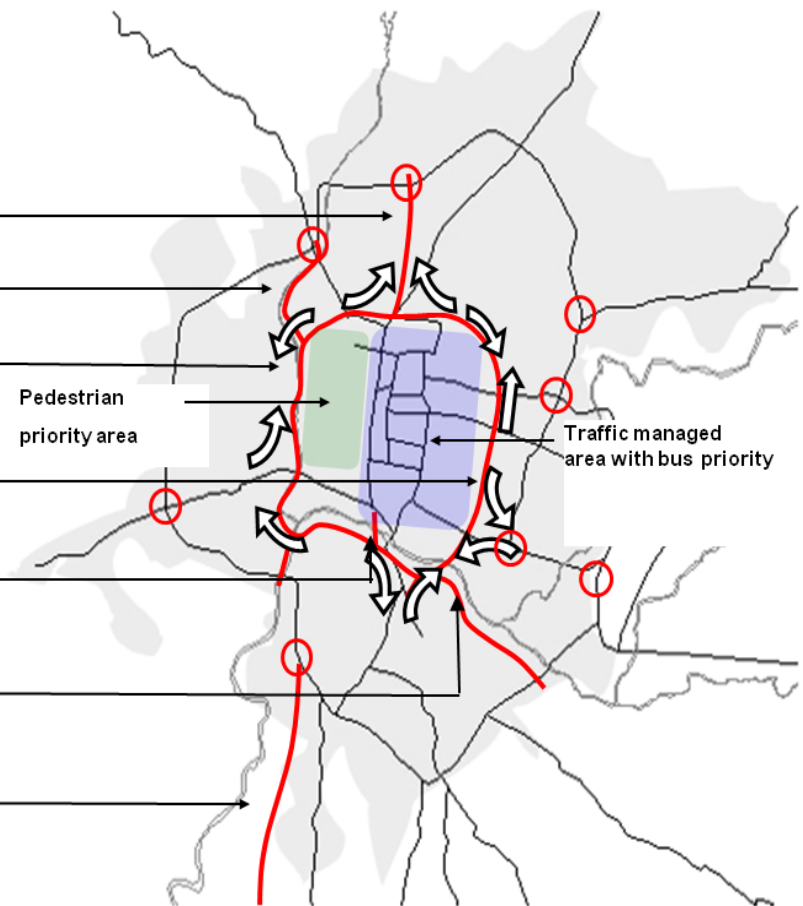 Pedestrian
priority area
Traffic managed
area with bus priority